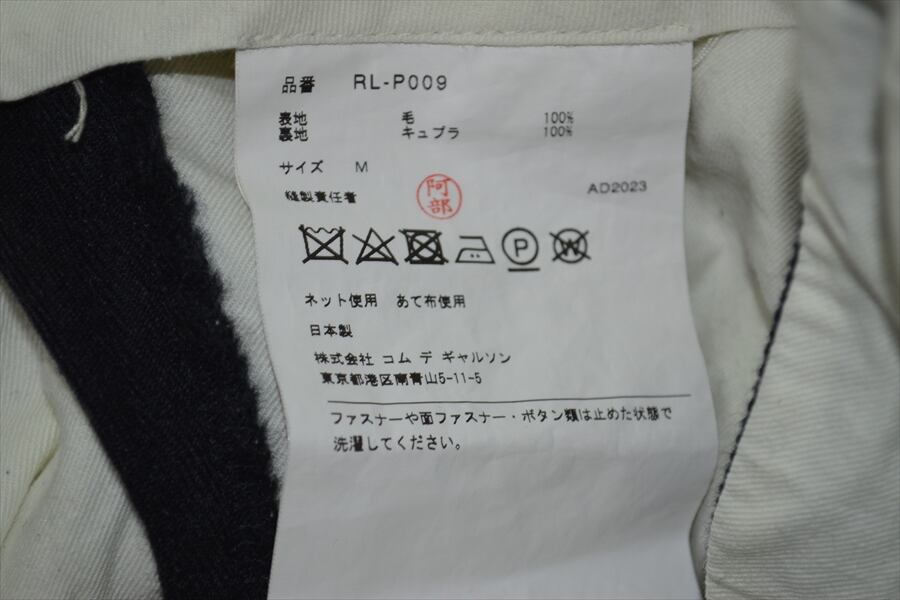 品番 RL-P009
表地 毛 100%
裏地 キュプラ 100%
サイズ M
縫製責任者 阿部 AD2023
P W
ネット使用 あて布使用
日本製
株式会社 コム デ ギャルソン
東京都港区南青山5-11-5
ファスナーや面ファスナー・ボタン類は止めた状態で
洗濯してください。